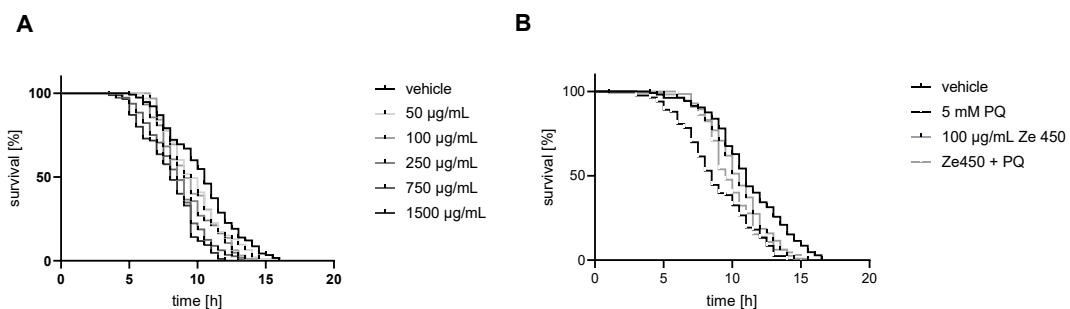 A
B
survival [%]
100
50
0
0
5
10
15
20
time [h]
vehicle
50 µg/mL
100 µg/mL
250 µg/mL
750 µg/mL
1500 µg/mL
survival [%]
100
50
0
0
5
10
15
20
time [h]
vehicle
5 mM PQ
100 µg/mL Ze 450
Ze450 + PQ